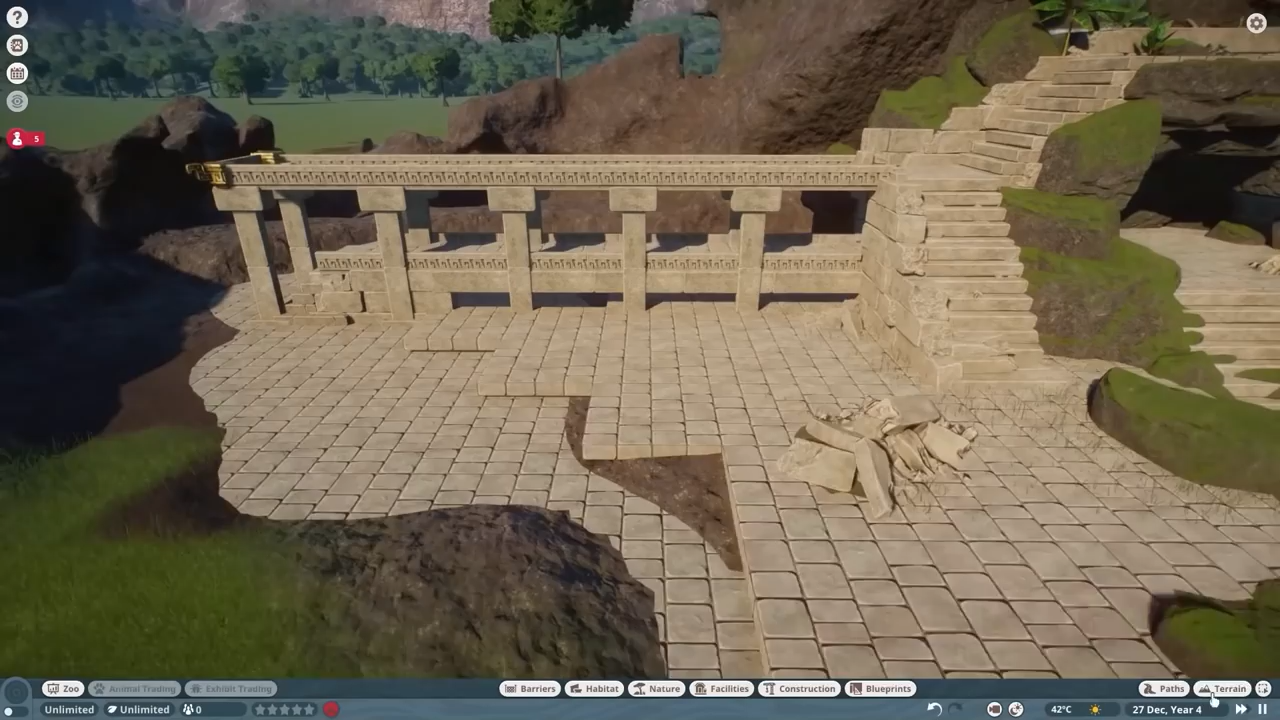 ?
5
Zoo Animal Trading Exhibit Trading Barriers Habitat Nature Facilities Construction Blueprints Paths Terrain
Unlimited Unlimited 0 42°C 27 Dec, Year 4